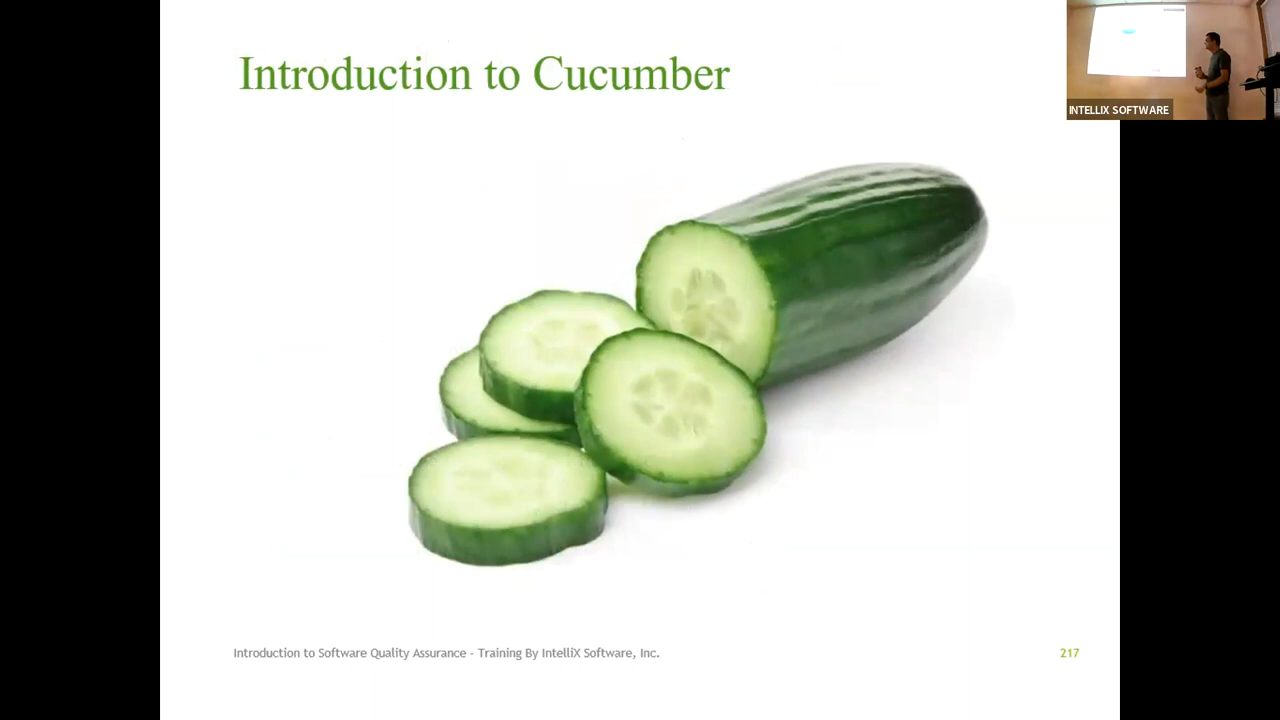 Introduction to Cucumber
INTELLIX SOFTWARE
Introduction to Software Quality Assurance - Training By IntelliX Software, Inc.
217